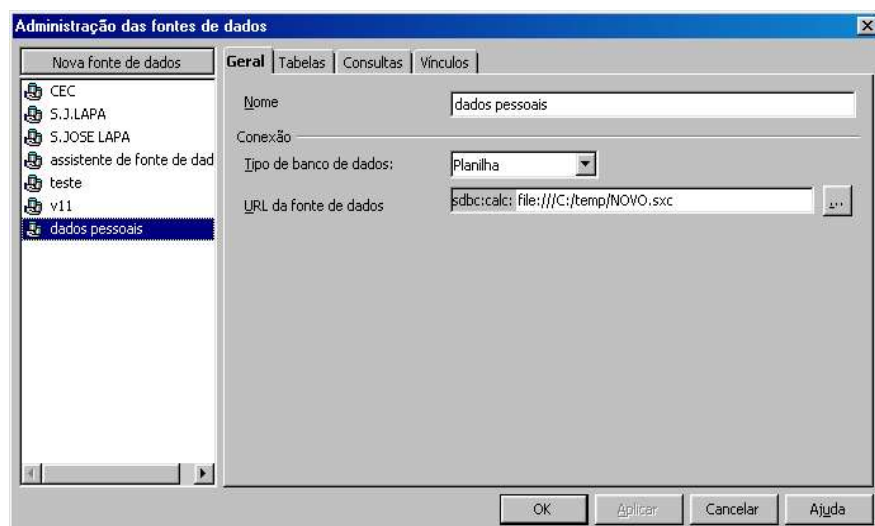 Administração das fontes de dados
Nova fonte de dados
CEC
S.J.LAPA
S.JOSE LAPA
assistente de fonte de dad
teste
v11
dados pessoais
Geral Tabelas Consultas Vínculos
Nome dados pessoais
Conexão
Tipo de banco de dados: Planilha
URL da fonte de dados sdbc:calc: file:///C:/temp/NOVO.sxc ...
OK Aplicar Cancelar Ajuda